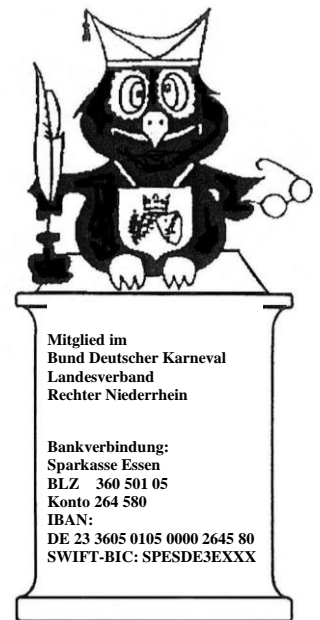 Mitglied im
Bund Deutscher Karneval
Landesverband
Rechter Niederrhein
Bankverbindung:
Sparkasse Essen
BLZ 360 501 05
Konto 264 580
IBAN:
DE 23 3605 0105 0000 2645 80
SWIFT-BIC: SPESDE3EXXX